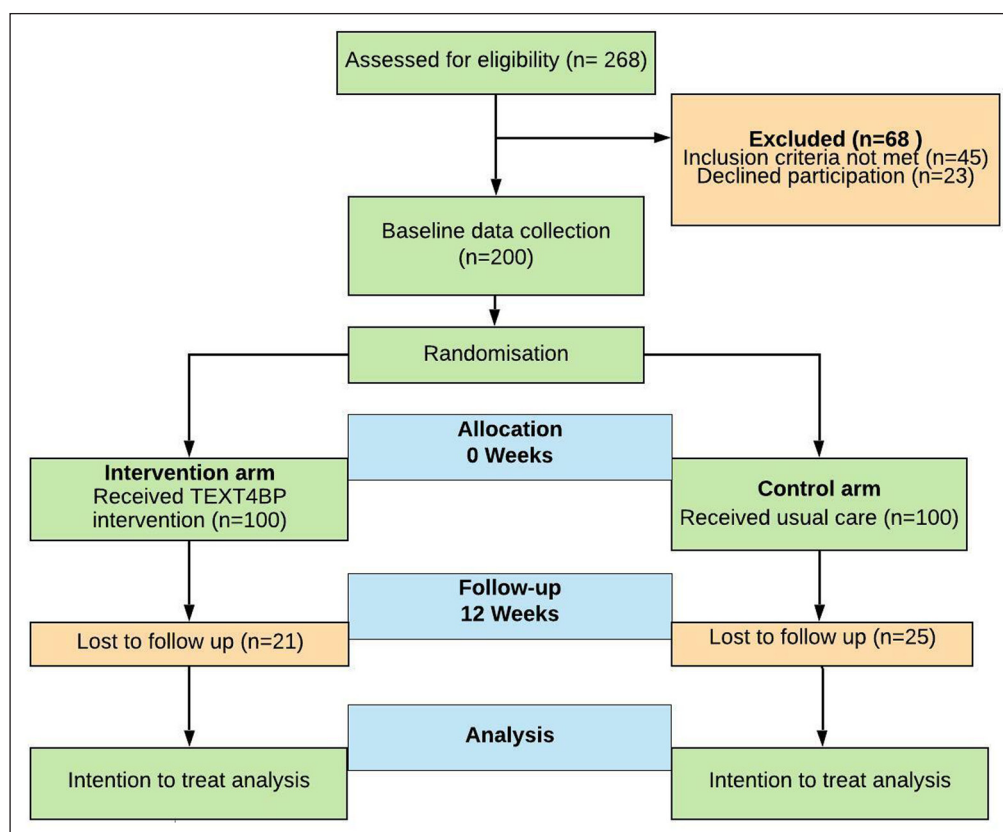 Assessed for eligibility (n= 268)
Excluded (n=68 )
Inclusion criteria not met (n=45)
Declined participation (n=23)
Baseline data collection
(n=200)
Randomisation
Allocation
0 Weeks
Intervention arm
Received TEXT4BP
intervention (n=100)
Control arm
Received usual care (n=100)
Follow-up
12 Weeks
Lost to follow up (n=21)
Lost to follow up (n=25)
Analysis
Intention to treat analysis
Intention to treat analysis